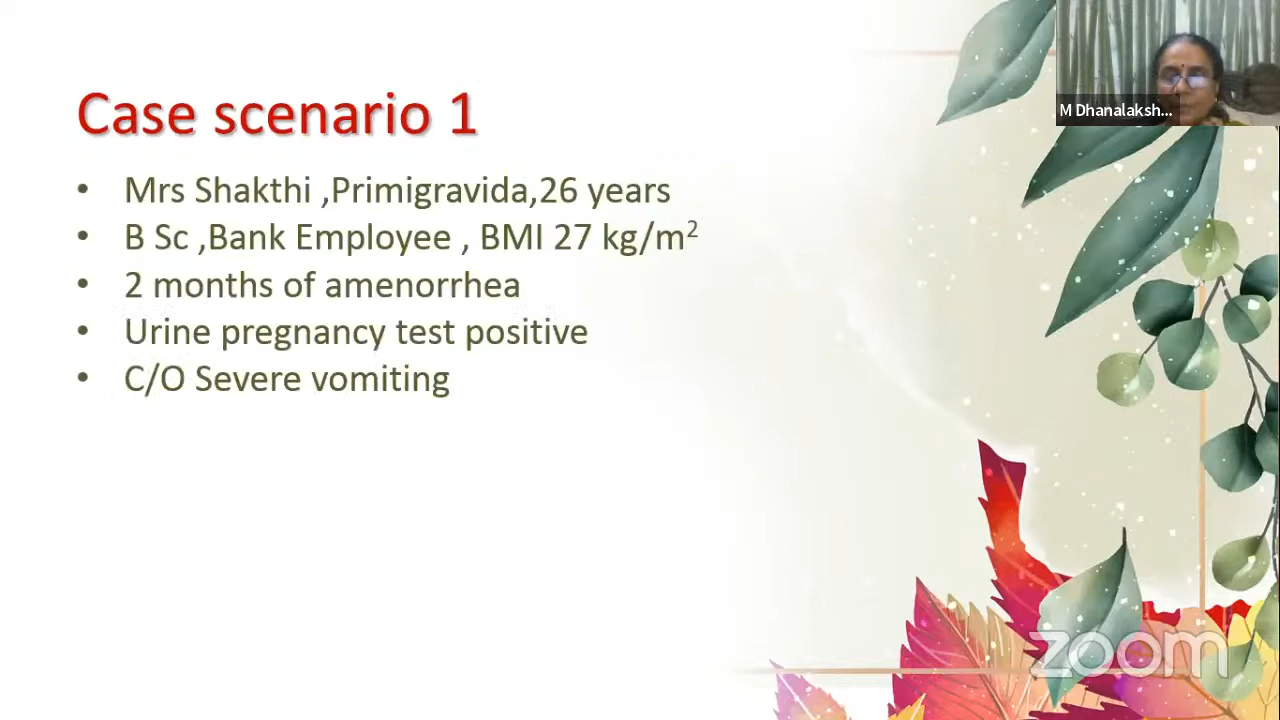 Case scenario 1
• Mrs Shakthi ,Primigravida,26 years
• B Sc ,Bank Employee , BMI 27 kg/m²
• 2 months of amenorrhea
• Urine pregnancy test positive
• C/O Severe vomiting
M Dhanalaksh...
zoom